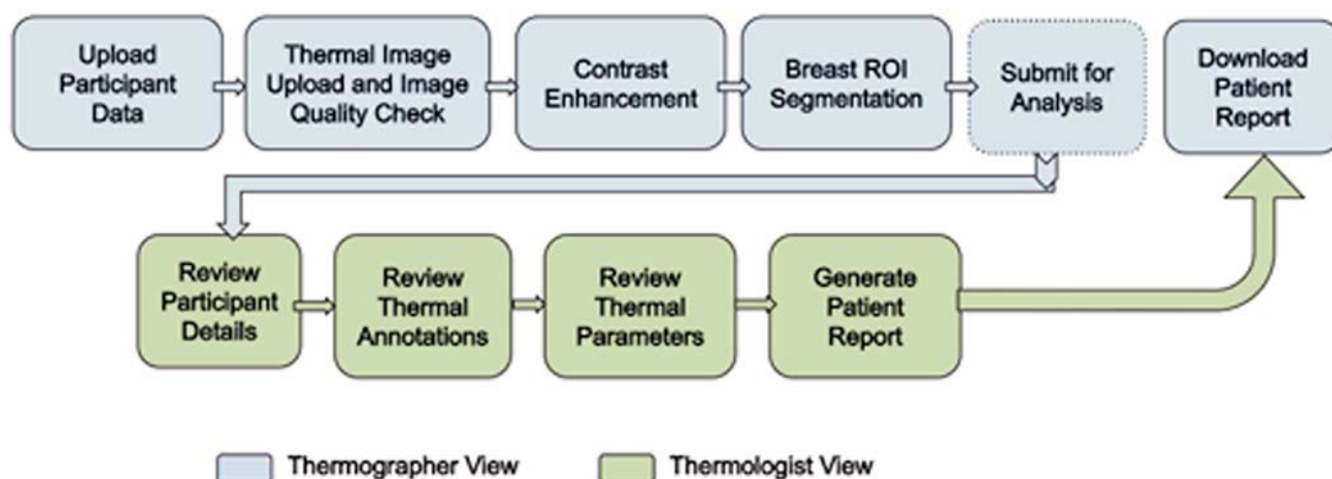 Upload
Participant
Data
Thermal Image
Upload and Image
Quality Check
Contrast
Enhancement
Breast ROI
Segmentation
Submit for
Analysis
Download
Patient
Report
Review
Participant
Details
Review
Thermal
Annotations
Review
Thermal
Parameters
Generate
Patient
Report
Thermographer View
Thermologist View